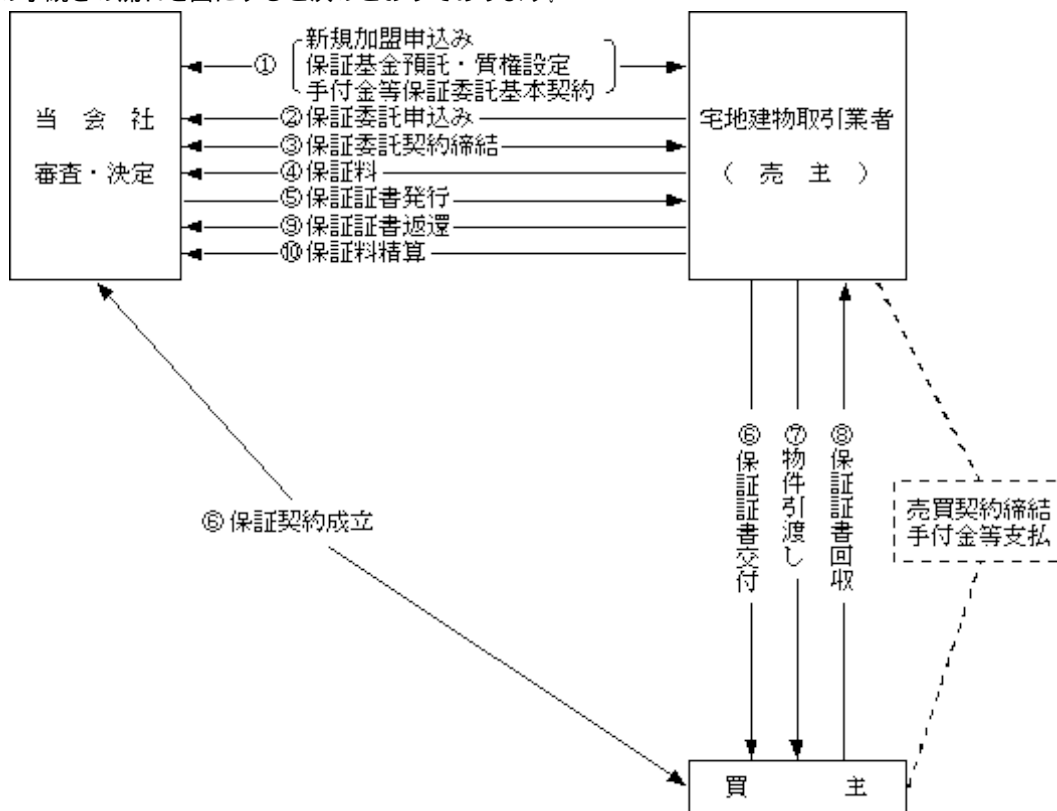 新規加盟申込み
① 保証基金預託・質権設定
手付金等保証委託基本契約
当会社
審査・決定
②保証委託申込み
③保証委託契約締結
④保証料
⑤保証証書発行
⑨保証証書返還
⑩保証料精算
宅地建物取引業者
(売主)
⑥保証契約成立
⑥保証証書交付
⑦物件引渡し
⑧保証証書回収
売買契約締結
手付金等支払
買主